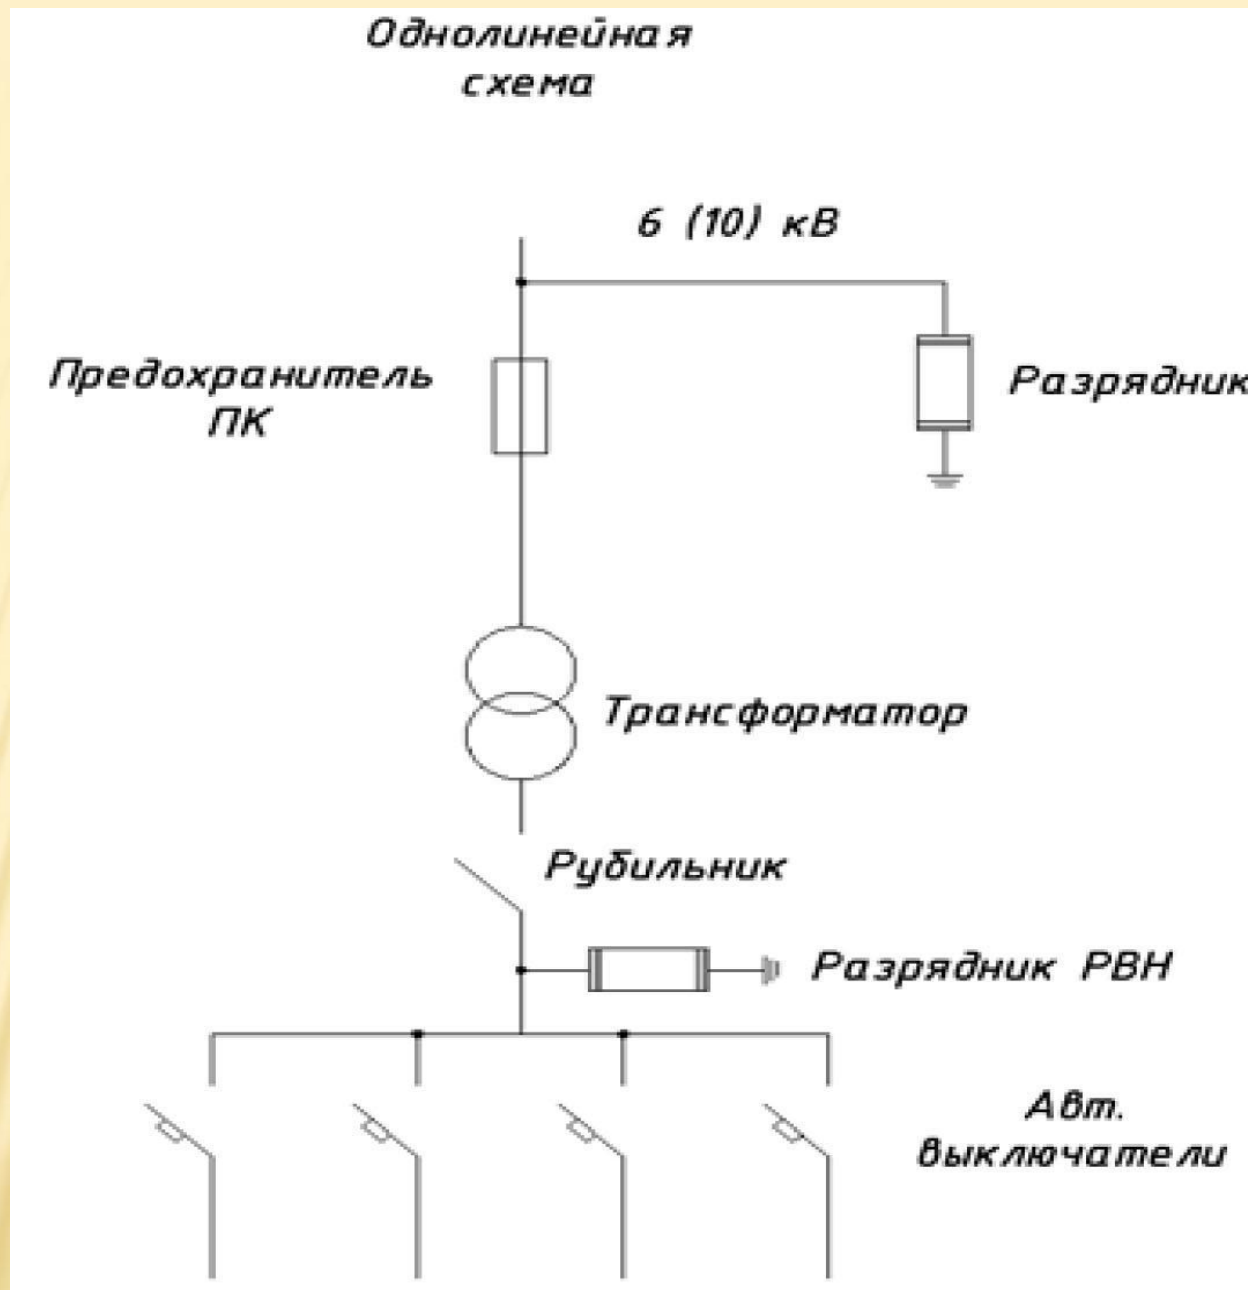 Однолинейная
схема
6 (10) кВ
Предохранитель
ПК
Разрядник
Трансформатор
Рубильник
Разрядник РВН
Авт.
выключатели